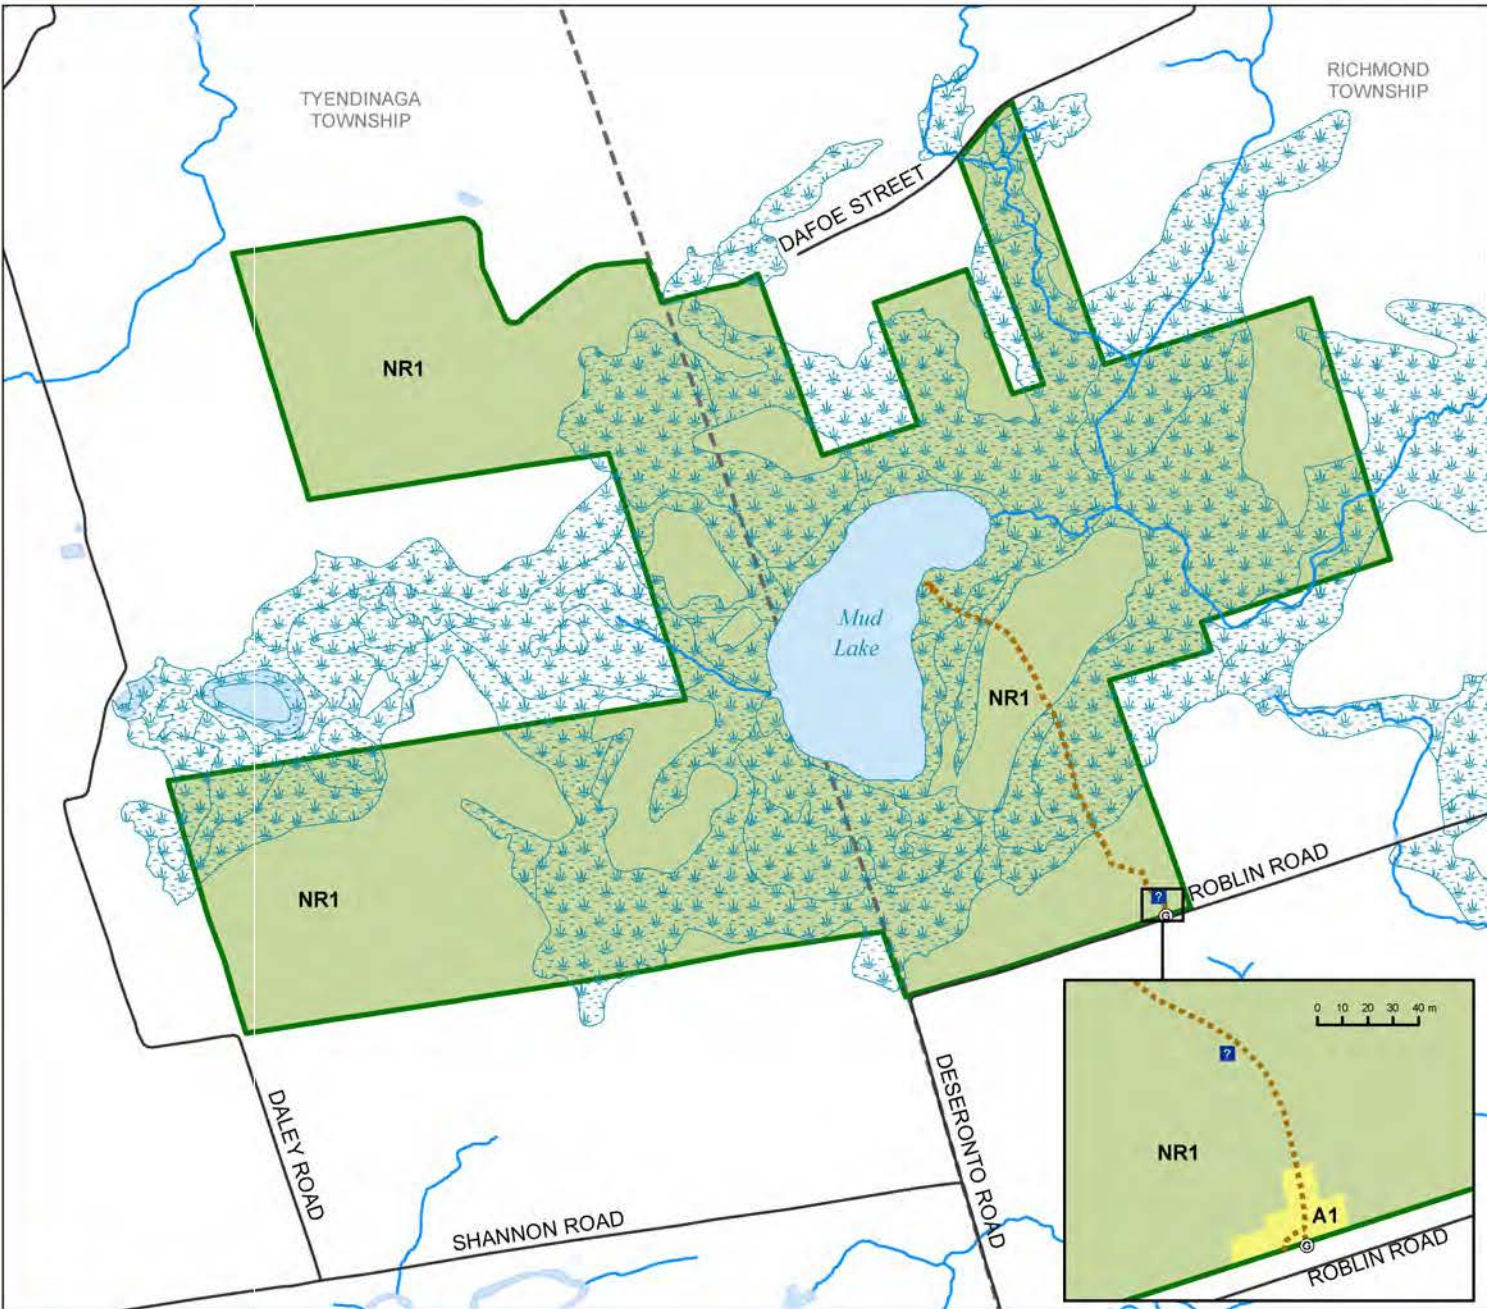 TYENDINAGA
TOWNSHIP
RICHMOND
TOWNSHIP
DAFOE STREET
NR1
Mud
Lake
NR1
NR1
ROBLIN ROAD
?
G
DALEY ROAD
SHANNON ROAD
DESERONTO ROAD
0 10 20 30 40 m
?
NR1
A1
G
ROBLIN ROAD